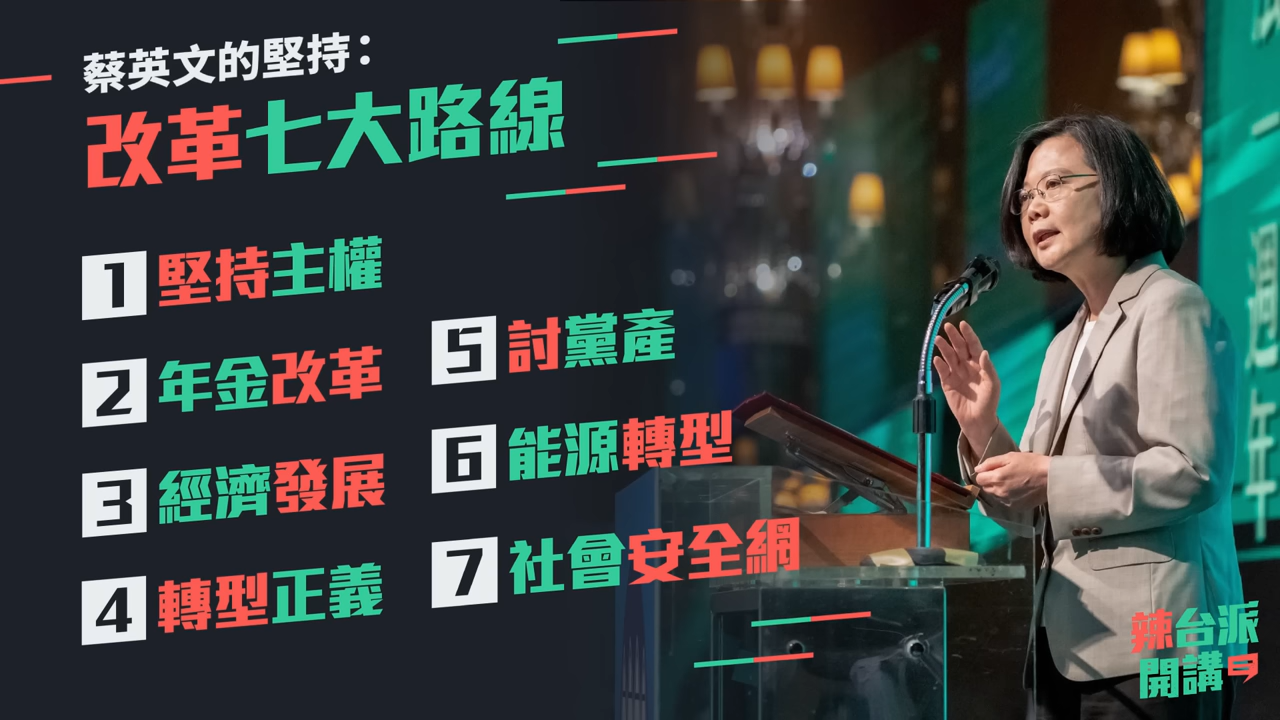 蔡英文的堅持：
改革七大路線
1 堅持主權
2 年金改革
3 經濟發展
4 轉型正義
5 討黨產
6 能源轉型
7 社會安全網
週年
辣台派
開講